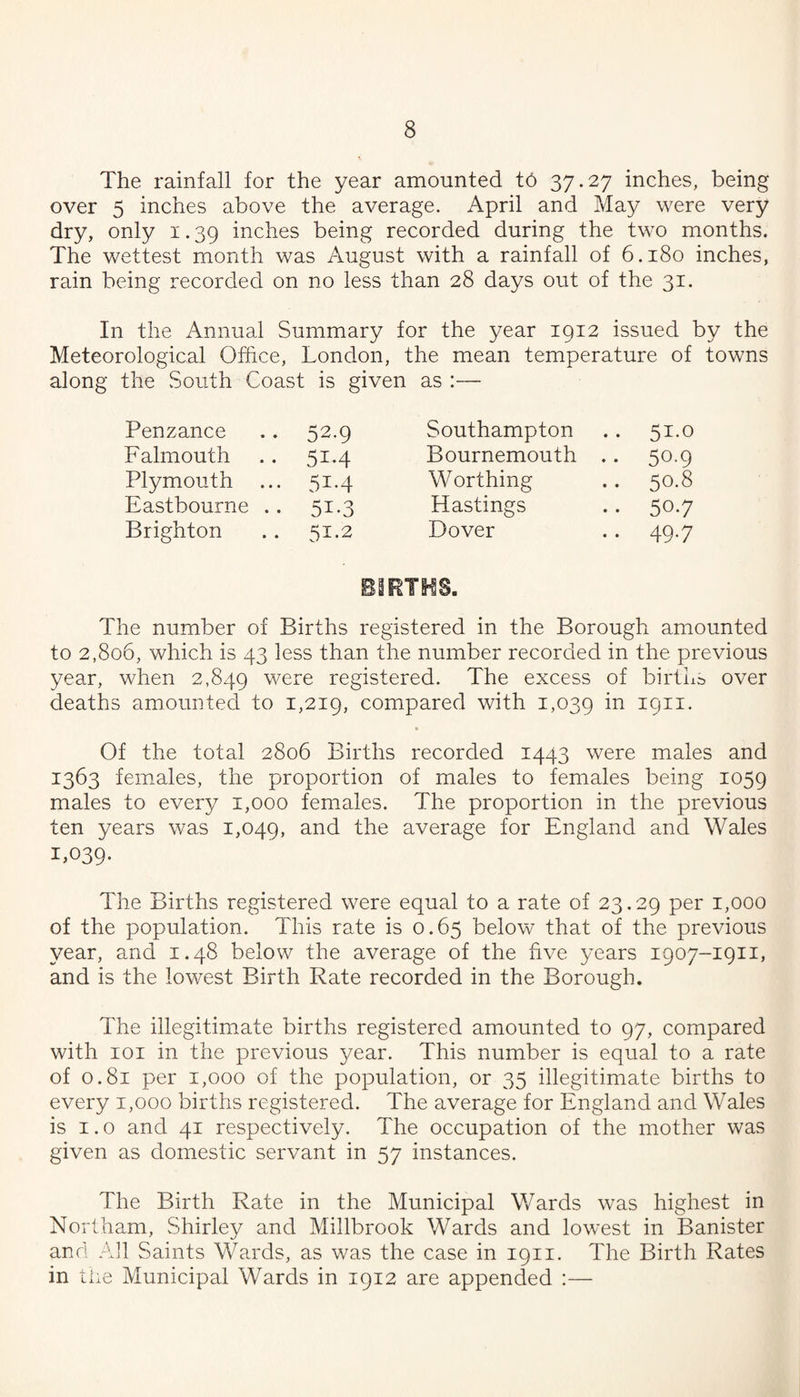 8
The rainfall for the year amounted to 37.27 inches, being
over 5 inches above the average. April and May were very
dry, only 1.39 inches being recorded during the two months.
The wettest month was August with a rainfall of 6.180 inches,
rain being recorded on no less than 28 days out of the 31.
In the Annual Summary for the year 1912 issued by the
Meteorological Office, London, the mean temperature of towns
along the South Coast is given as :—
Penzance .. 52.9 Southampton .. 51.0
Falmouth .. 51.4 Bournemouth .. 50.9
Plymouth ... 51.4 Worthing .. 50.8
Eastbourne .. 51.3 Hastings .. 50.7
Brighton .. 51.2 Dover .. 49.7
BIRTHS.
The number of Births registered in the Borough amounted
to 2,806, which is 43 less than the number recorded in the previous
year, when 2,849 were registered. The excess of births over
deaths amounted to 1,219, compared with 1,039 in 1911.
Of the total 2806 Births recorded 1443 were males and
1363 females, the proportion of males to females being 1059
males to every 1,000 females. The proportion in the previous
ten years was 1,049, and the average for England and Wales
1,039.
The Births registered were equal to a rate of 23.29 per 1,000
of the population. This rate is 0.65 below that of the previous
year, and 1.48 below the average of the five years 1907-1911,
and is the lowest Birth Rate recorded in the Borough.
The illegitimate births registered amounted to 97, compared
with 101 in the previous year. This number is equal to a rate
of 0.81 per 1,000 of the population, or 35 illegitimate births to
every 1,000 births registered. The average for England and Wales
is 1.0 and 41 respectively. The occupation of the mother was
given as domestic servant in 57 instances.
The Birth Rate in the Municipal Wards was highest in
Northam, Shirley and Millbrook Wards and lowest in Banister
and All Saints Wards, as was the case in 1911. The Birth Rates
in the Municipal Wards in 1912 are appended :—